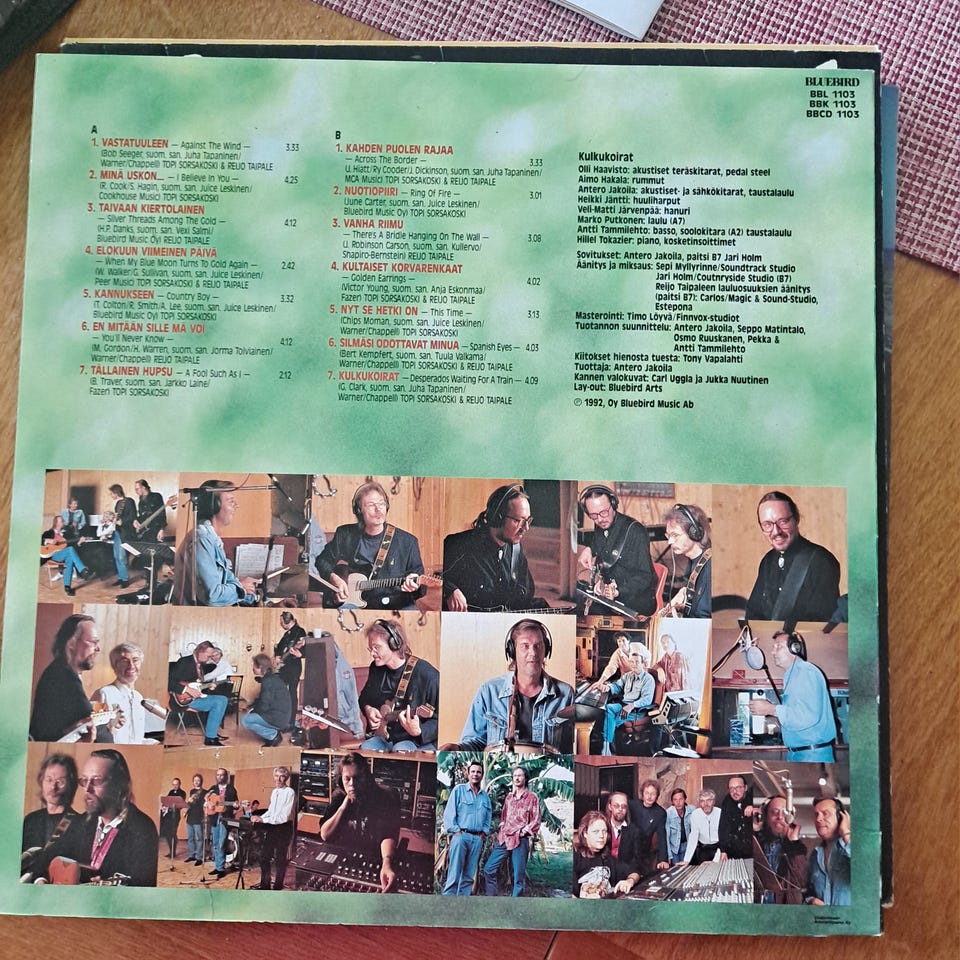 BLUEBIRD
BBL 1103
BBK 1103
BBCD 1103
A
1. VASTATUULEEN — Against The Wind — 3.33
(Bob Seeger, suom. san. Juha Tapaninen/
Warner/Chappell) TOPI SORSAKOSKI & REIJO TAIPALE
2. MINÄ USKON... — I Believe In You — 4.25
(R. Cook/S. Hagin, suom. san. Juice Leskinen/
Cookhouse Music) TOPI SORSAKOSKI
3. TAIVAAN KIERTOLAINEN
— Silver Threads Among The Gold — 4.12
(H.P. Danks, suom. san. Vexi Salmi/
Bluebird Music Oy) REIJO TAIPALE
4. ELOKUUN VIIMEINEN PÄIVÄ
— When My Blue Moon Turns To Gold Again — 2.42
(W. Walker/G. Sullivan, suom. san. Juice Leskinen/
Peer Music) TOPI SORSAKOSKI & REIJO TAIPALE
5. KANNUKSEEN — Country Boy — 3.32
(T. Colton/R. Smith/A. Lee, suom. san. Juice Leskinen/
Bluebird Music Oy) TOPI SORSAKOSKI
6. EN MITÄÄN SILLE MÄ VOI
— You'll Never Know — 4.12
(M. Gordon/H. Warren, suom. san. Jorma Toiviainen/
Warner/Chappell) REIJO TAIPALE
7. TÄLLAINEN HUPSU — A Fool Such As I — 2.12
(B. Traver, suom. san. Jarkko Laine/
Fazer) TOPI SORSAKOSKI
B
1. KAHDEN PUOLEN RAJAA
— Across The Border — 3.33
(J. Hiatt/Ry Cooder/J. Dickinson, suom. san. Juha Tapaninen/
MCA Music) TOPI SORSAKOSKI & REIJO TAIPALE
2. NUOTIOPIIRI — Ring Of Fire — 3.01
(June Carter, suom. san. Juice Leskinen/
Bluebird Music Oy) TOPI SORSAKOSKI
3. VANHA RIIMU
— There's A Bridle Hanging On The Wall — 3.08
(J. Robinson Carson, suom. san. Kullervo/
Shapiro-Bernstein) REIJO TAIPALE
4. KULTAISET KORVARENKAAT
— Golden Earrings — 4.02
(Victor Young, suom. san. Anja Eskonmaa/
Fazer) TOPI SORSAKOSKI & REIJO TAIPALE
5. NYT SE HETKI ON — This Time — 3.13
(Chips Moman, suom. san. Juice Leskinen/
Warner/Chappell) TOPI SORSAKOSKI
6. SILMÄSI ODOTTAVAT MINUA — Spanish Eyes — 4.03
(Bert Kempfert, suom. san. Tuula Valkama/
Warner/Chappell) TOPI SORSAKOSKI & REIJO TAIPALE
7. KULKUKOIRAT — Desperados Waiting For A Train — 4.09
(G. Clark, suom. san. Juha Tapaninen/
Warner/Chappell) TOPI SORSAKOSKI & REIJO TAIPALE
Kulkukoirat
Olli Haavisto: akustiset teräskitarat, pedal steel
Aimo Hakala: rummut
Antero Jakoila: akustiset- ja sähkökitarat, taustalaulu
Heikki Jäntti: huuliharput
Veli-Matti Järvenpää: hanuri
Marko Putkonen: laulu (A7)
Antti Tammilehto: basso, soolokitara (A2) taustalaulu
Hillel Tokazier: piano, kosketinsoittimet
Sovitukset: Antero Jakoila, paitsi B7 Jari Holm
Äänitys ja miksaus: Sepi Myllyrinne/Soundtrack Studio
Jari Holm/Coutnryside Studio (B7)
Reijo Taipaleen lauluosuuksien äänitys
(paitsi B7): Carlos/Magic & Sound-Studio,
Estepona
Masterointi: Timo Löyvä/Finnvox-studiot
Tuotannon suunnittelu: Antero Jakoila, Seppo Matintalo,
Osmo Ruuskanen, Pekka &
Antti Tammilehto
Kiitokset hienosta tuesta: Tony Vapalahti
Tuottaja: Antero Jakoila
Kannen valokuvat: Carl Uggla ja Jukka Nuutinen
Lay-out: Bluebird Arts
℗ 1992, Oy Bluebird Music Ab